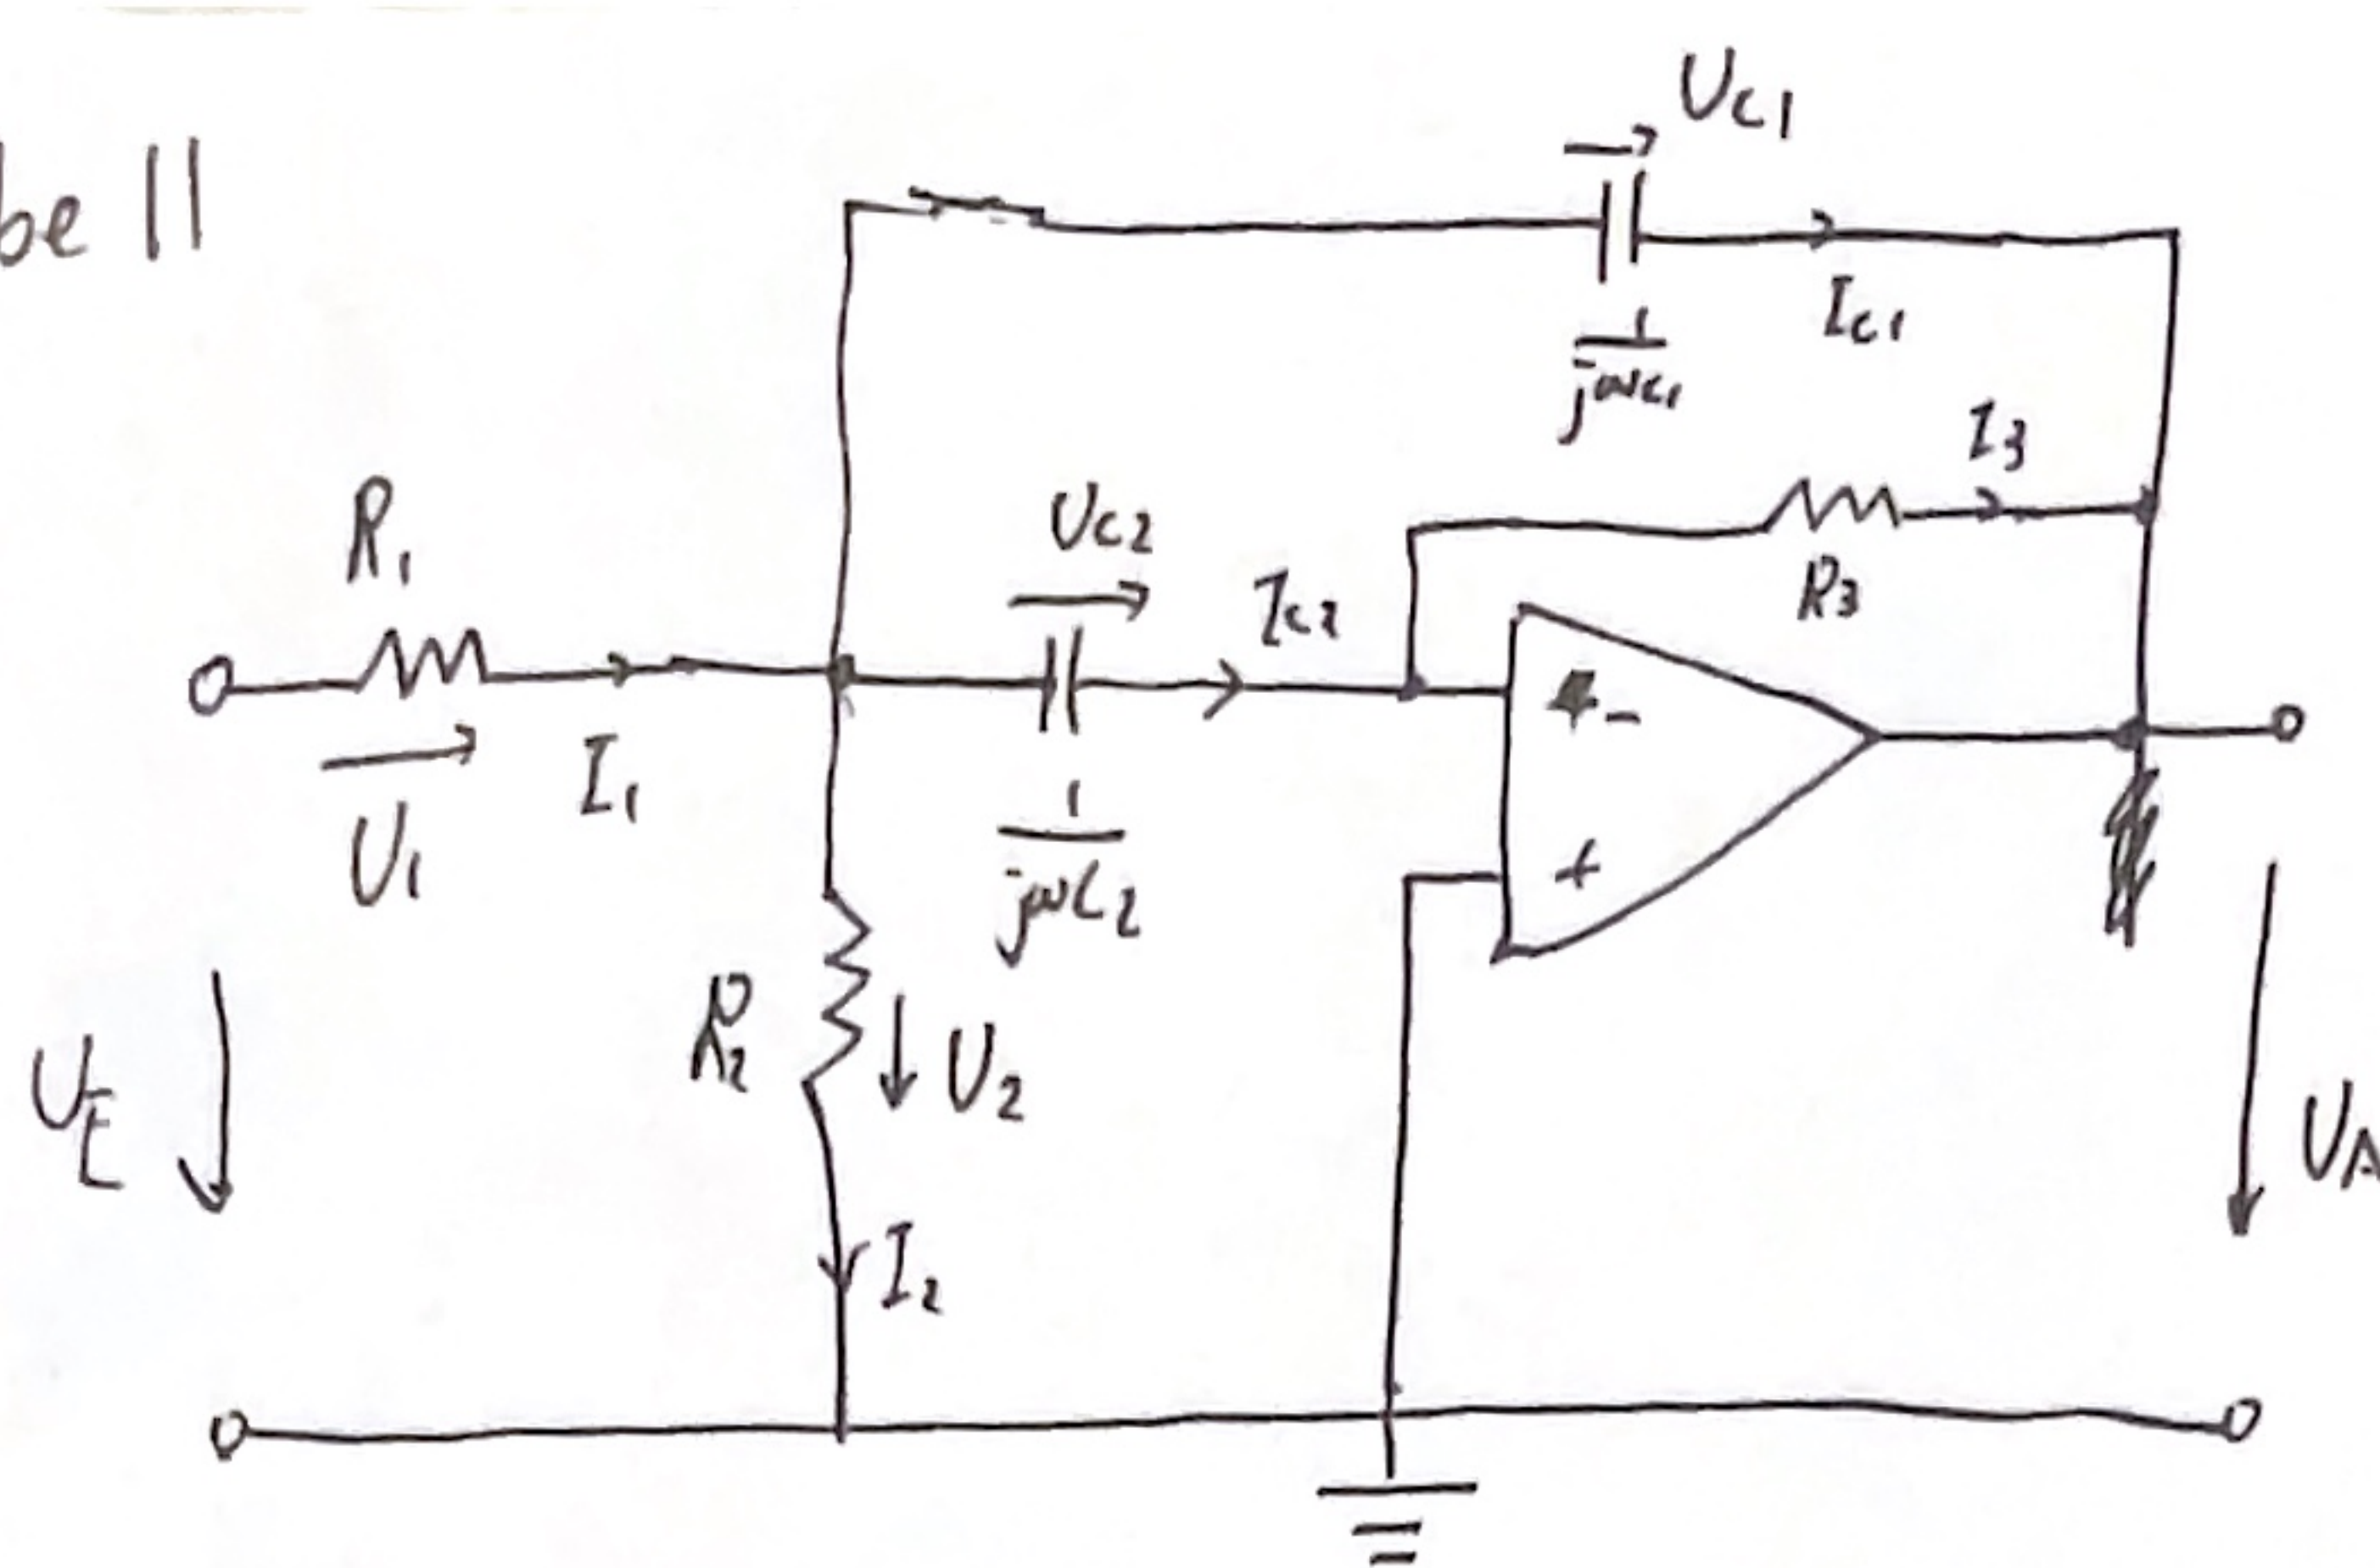 be 11
UC1
1
jωC1
IC1
I3
R3
R1
U1
I1
UC2
IC2
1
jωC2
-
+
R2
U2
I2
UE
UA